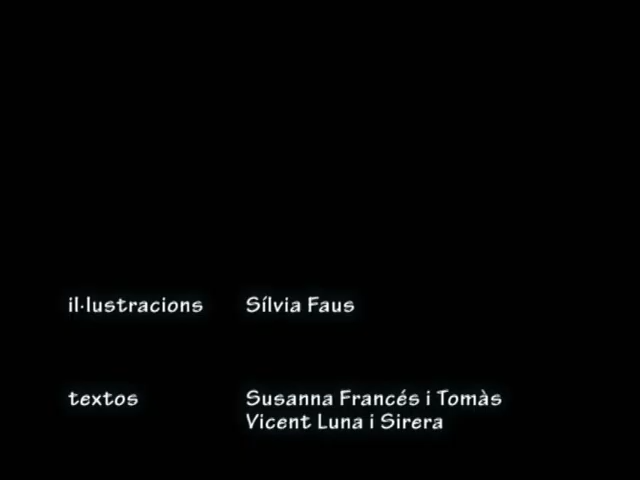 il·lustracions Sílvia Faus
textos Susanna Francés i Tomàs
Vicent Luna i Sirera